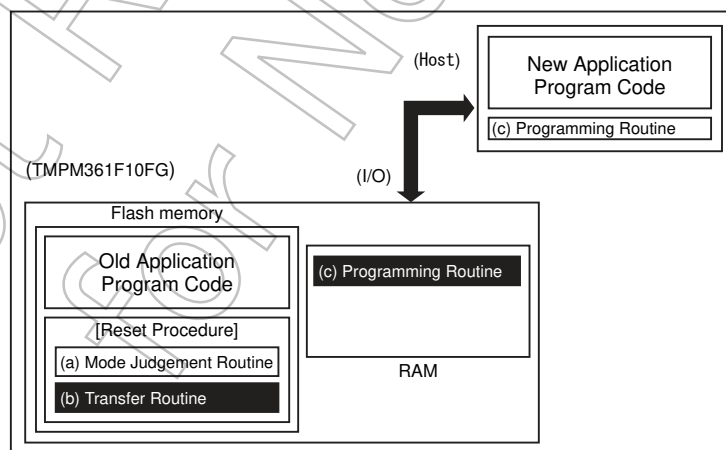 (Host)
New Application
Program Code
(c) Programming Routine
(TMPM361F10FG)
(I/O)
Flash memory
Old Application
Program Code
[Reset Procedure]
(a) Mode Judgement Routine
(b) Transfer Routine
(c) Programming Routine
RAM
for